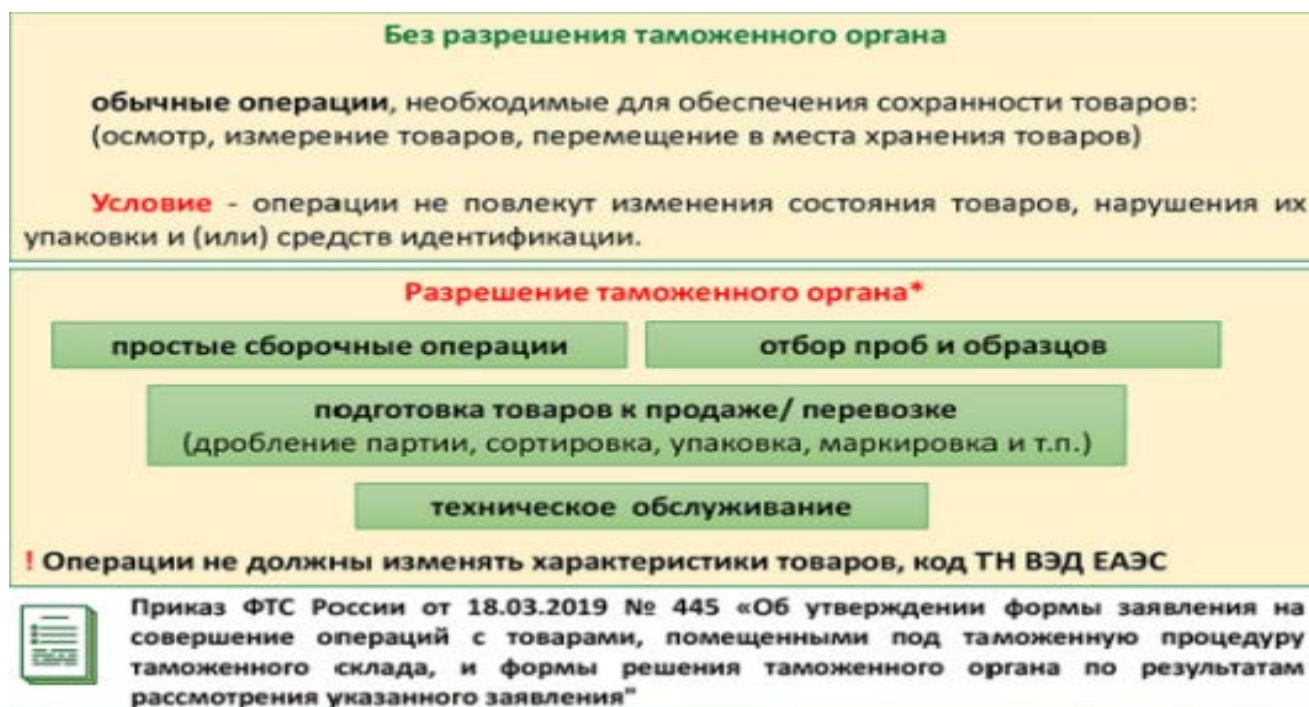 Без разрешения таможенного органа
обычные операции, необходимые для обеспечения сохранности товаров:
(осмотр, измерение товаров, перемещение в места хранения товаров)
Условие - операции не повлекут изменения состояния товаров, нарушения их
упаковки и (или) средств идентификации.
Разрешение таможенного органа*
простые сборочные операции
отбор проб и образцов
подготовка товаров к продаже/ перевозке
(дробление партии, сортировка, упаковка, маркировка и т.п.)
техническое обслуживание
! Операции не должны изменять характеристики товаров, код ТН ВЭД ЕАЭС
Приказ ФТС России от 18.03.2019 № 445 «Об утверждении формы заявления на
совершение операций с товарами, помещенными под таможенную процедуру
таможенного склада, и формы решения таможенного органа по результатам
рассмотрения указанного заявления"